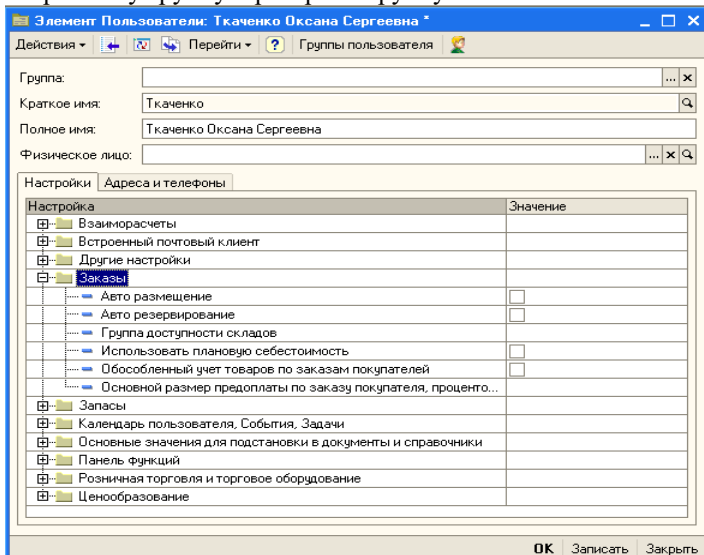 Элемент Пользователи: Ткаченко Оксана Сергеевна *
Действия Перейти ? Группы пользователя
Группа: ... ×
Краткое имя: Ткаченко
Полное имя: Ткаченко Оксана Сергеевна
Физическое лицо: ... ×
Настройки Адреса и телефоны
Настройка Значение
Взаиморасчеты
Встроенный почтовый клиент
Другие настройки
Заказы
Авто размещение
Авто резервирование
Группа доступности складов
Использовать плановую себестоимость
Обособленный учет товаров по заказам покупателей
Основной размер предоплаты по заказу покупателя, проценто...
Запасы
Календарь пользователя, События, Задачи
Основные значения для подстановки в документы и справочники
Панель функций
Розничная торговля и торговое оборудование
Ценообразование
OK Записать Закрыть